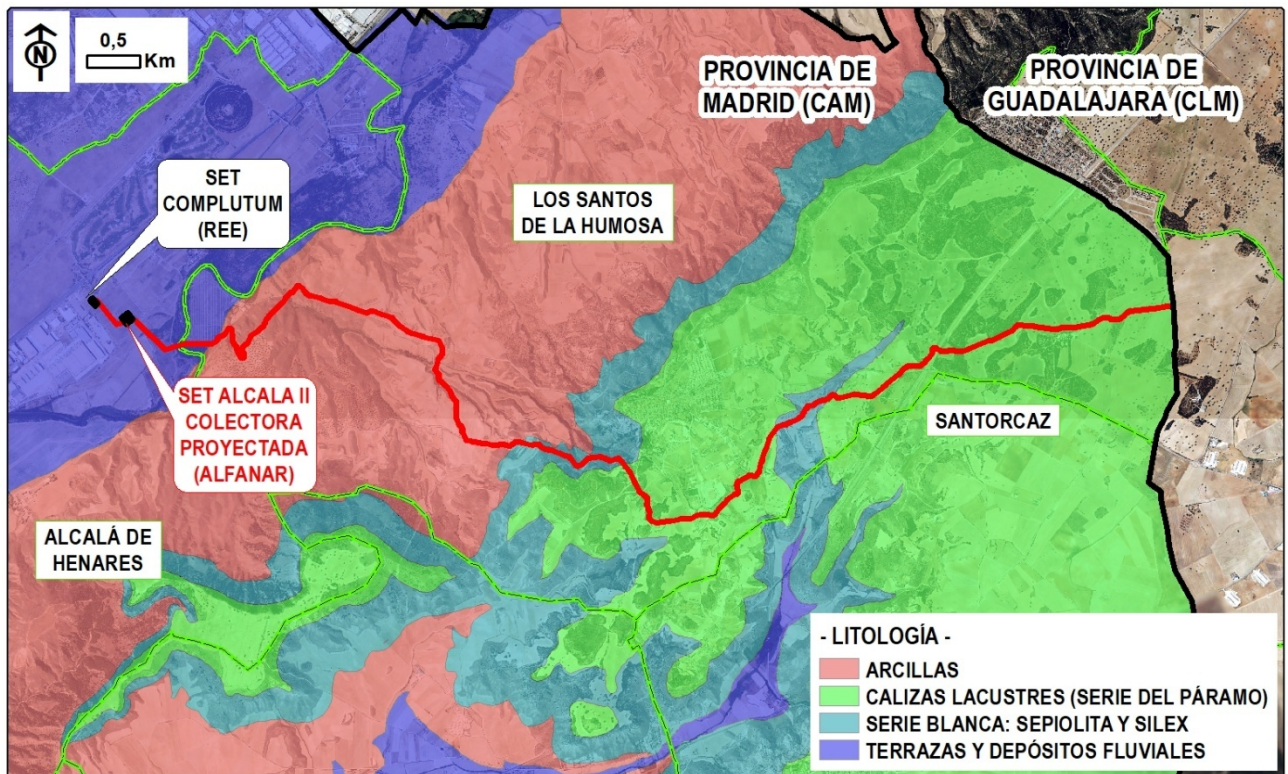 N
0,5
Km
PROVINCIA DE
MADRID (CAM)
PROVINCIA DE
GUADALAJARA (CLM)
SET
COMPLUTUM
(REE)
LOS SANTOS
DE LA HUMOSA
SET ALCALA II
COLECTORA
PROYECTADA
(ALFANAR)
SANTORCAZ
ALCALÁ DE
HENARES
- LITOLOGÍA -
ARCILLAS
CALIZAS LACUSTRES (SERIE DEL PÁRAMO)
SERIE BLANCA: SEPIOLITA Y SILEX
TERRAZAS Y DEPÓSITOS FLUVIALES